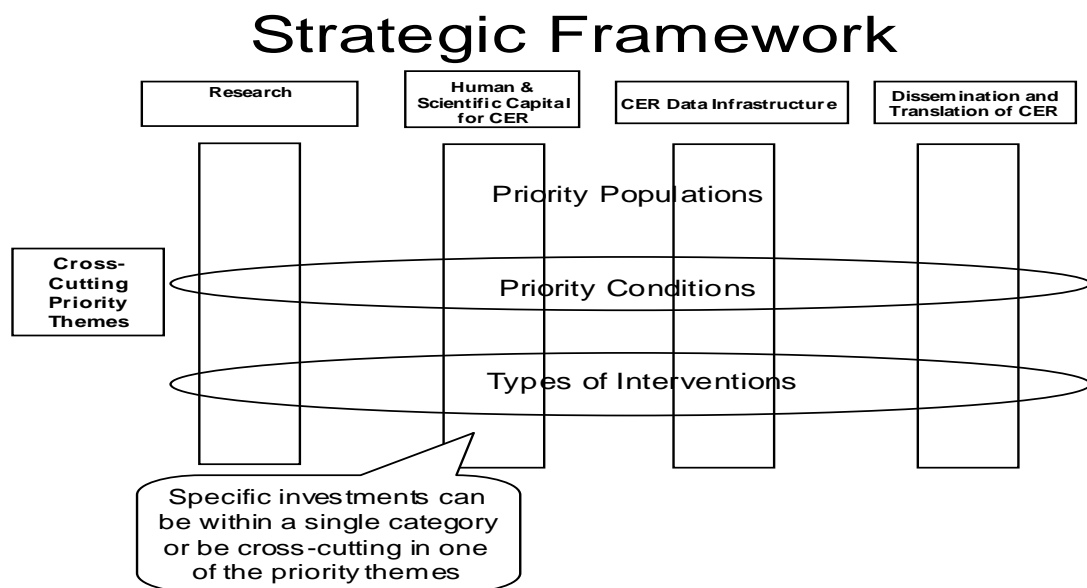 Strategic Framework
Research
Human &
Scientific Capital
for CER
CER Data Infrastructure
Dissemination and
Translation of CER
Priority Populations
Cross-
Cutting
Priority
Themes
Priority Conditions
Types of Interventions
Specific investments can
be within a single category
or be cross-cutting in one
of the priority themes